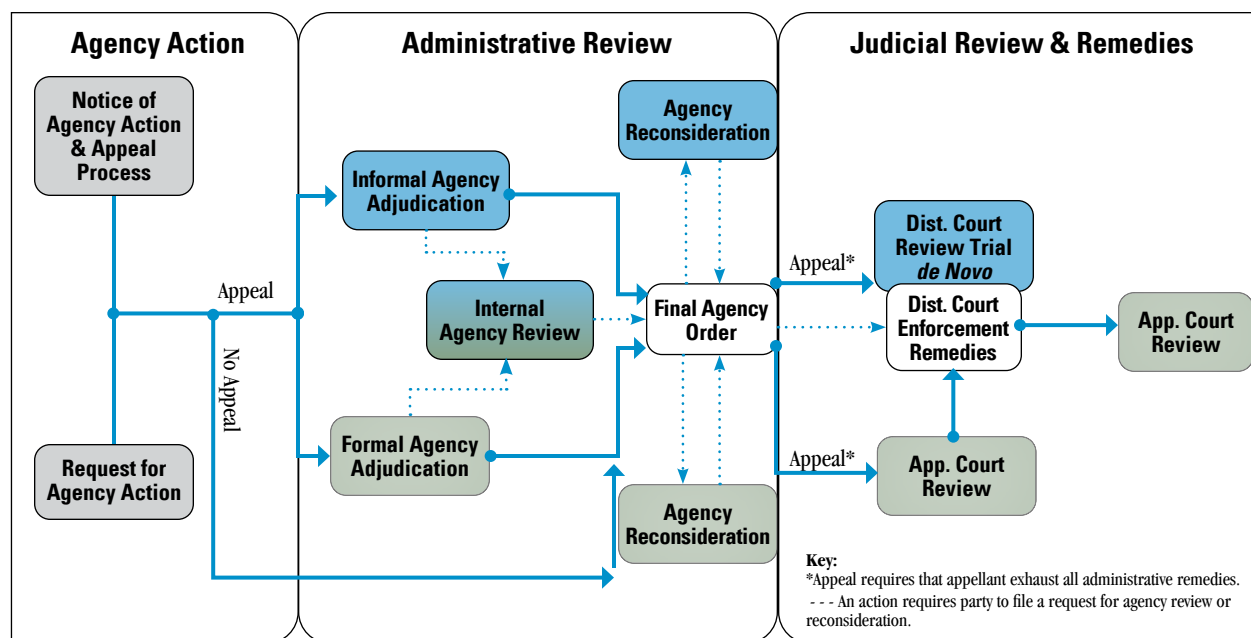 Agency Action
Administrative Review
Judicial Review & Remedies
Notice of
Agency Action
& Appeal
Process
Request for
Agency Action
Appeal
No Appeal
Informal Agency
Adjudication
Internal
Agency Review
Formal Agency
Adjudication
Agency
Reconsideration
Final Agency
Order
Agency
Reconsideration
Appeal*
Appeal*
Dist. Court
Review Trial
de Novo
Dist. Court
Enforcement
Remedies
App. Court
Review
App. Court
Review
Key:
*Appeal requires that appellant exhaust all administrative remedies.
- - - An action requires party to file a request for agency review or
reconsideration.